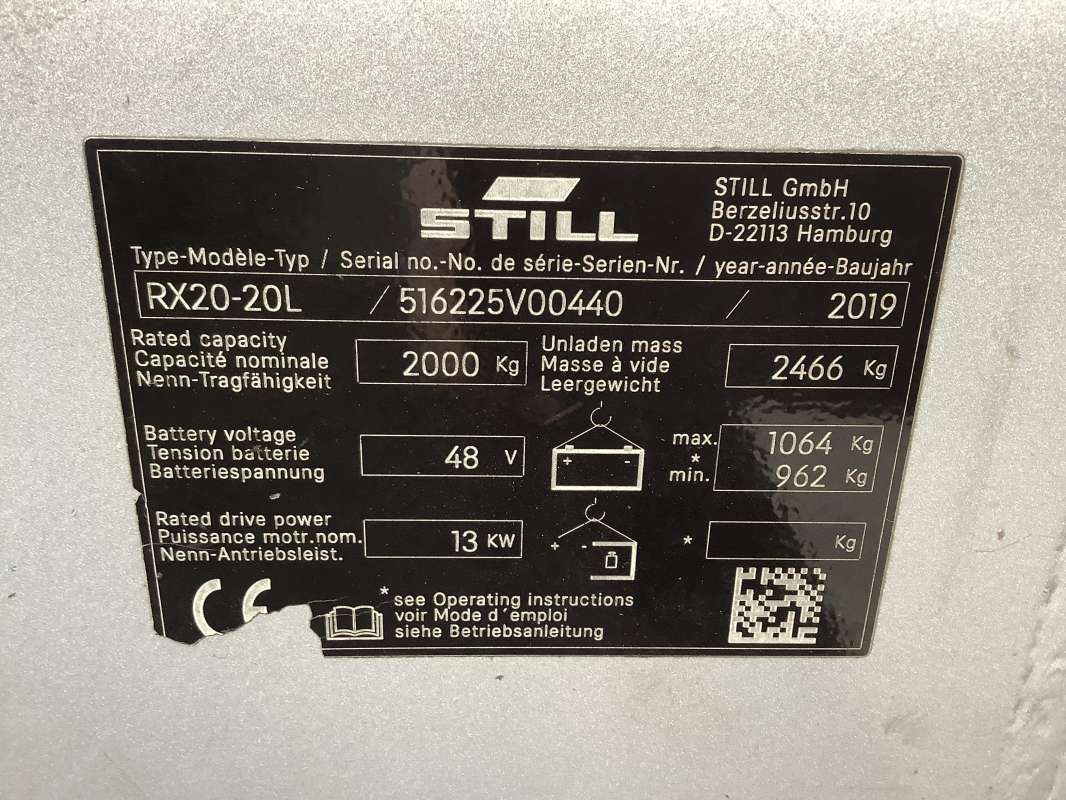 STILL
STILL GmbH
Berzeliusstr.10
D-22113 Hamburg
Type-Modèle-Typ / Serial no.-No. de série-Serien-Nr. / year-année-Baujahr
RX20-20L / 516225V00440 / 2019
Rated capacity
Capacité nominale
Nenn-Tragfähigkeit
2000 Kg
Unladen mass
Masse à vide
Leergewicht
2466 Kg
Battery voltage
Tension batterie
Batteriespannung
48 V
+ -
max. 1064 Kg
*
min. 962 Kg
Rated drive power
Puissance motr.nom.
Nenn-Antriebsleist.
13 KW
+ -
* Kg
CE
* see Operating instructions
voir Mode d´emploi
siehe Betriebsanleitung